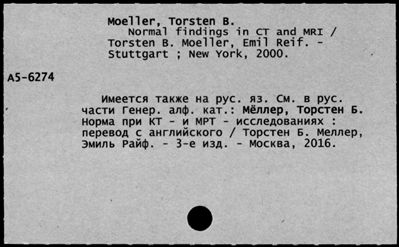 Moeller, Torsten B.
Normal findings in CT and MRI /
Torsten B. Moeller, Emil Reif. -
Stuttgart ; New York, 2000.
A5-6274
Имеется также на рус. яз. См. в рус.
части Генер. алф. кат.: Мёллер, Торстен Б.
Норма при КТ - и МРТ - исследованиях :
перевод с английского / Торстен Б. Меллер,
Эмиль Райф. - 3-е изд. - Москва, 2016.